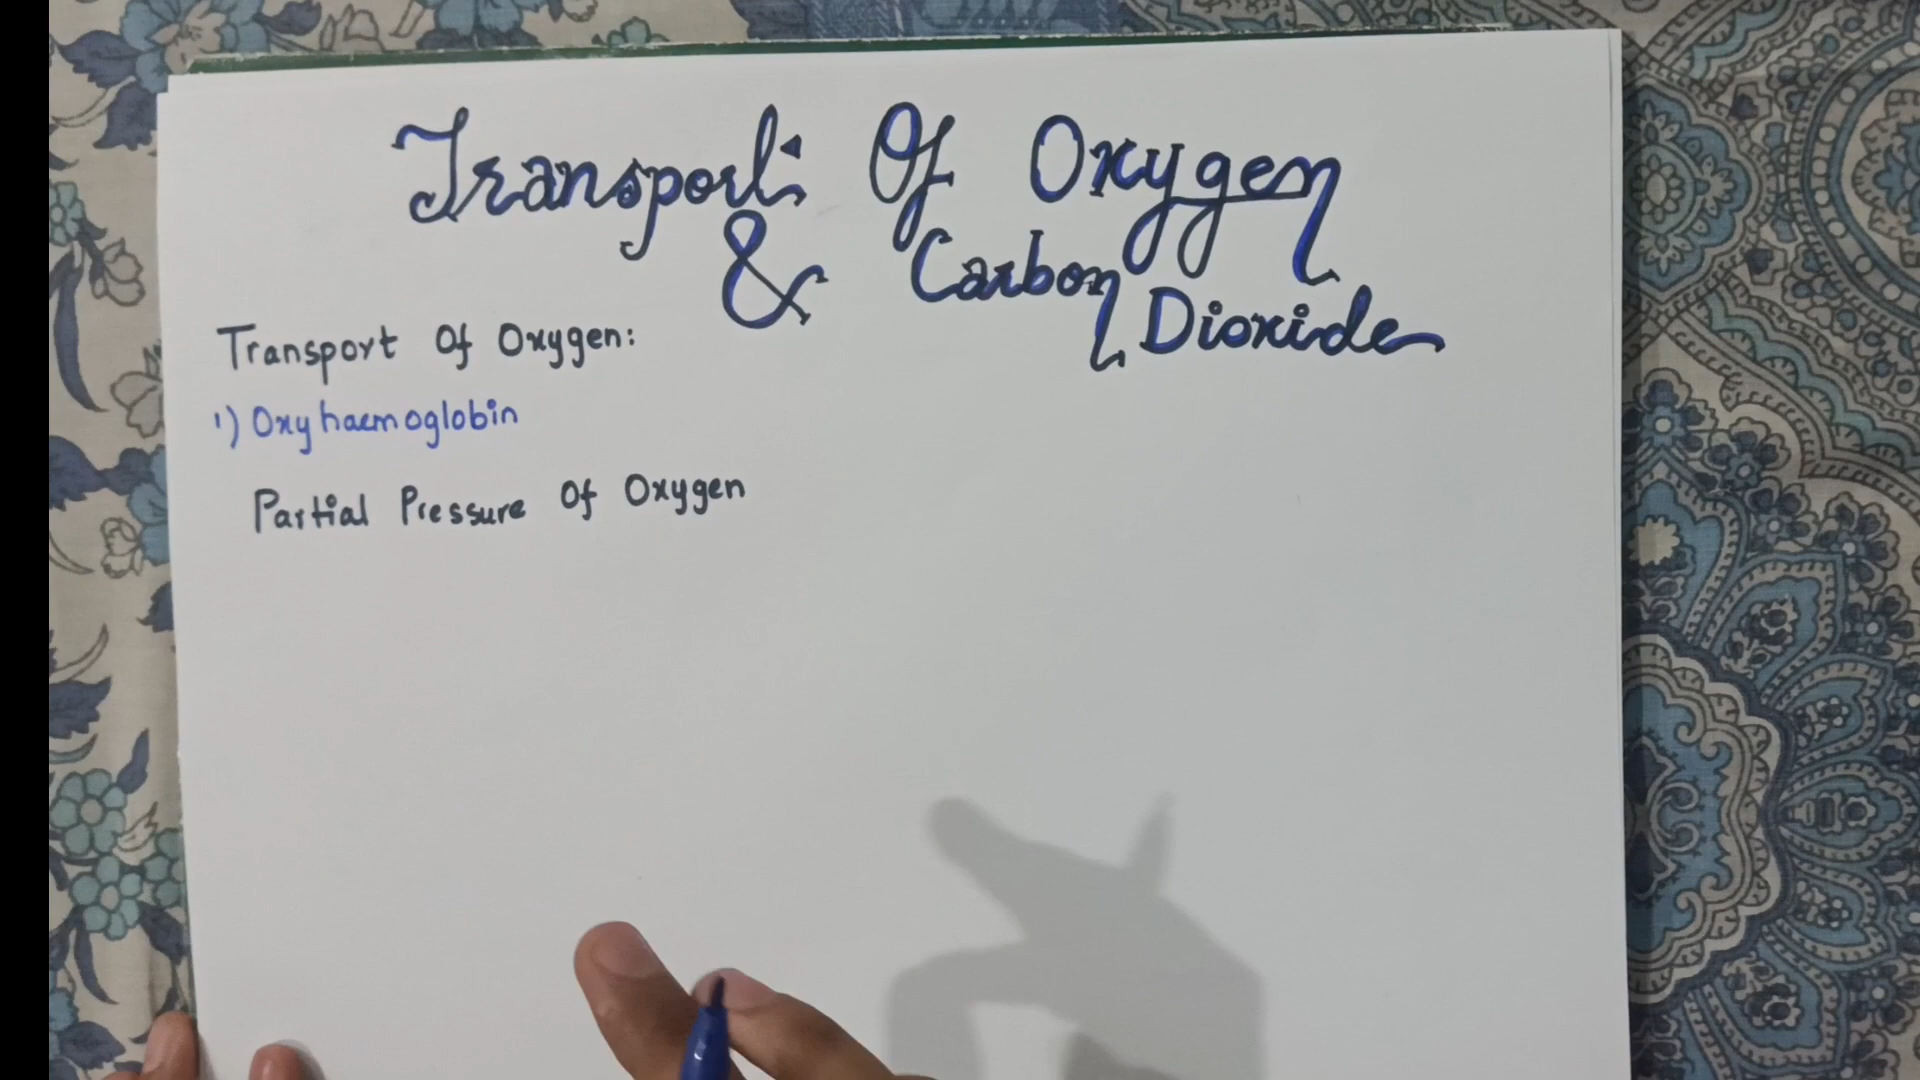 Transport Of Oxygen
& Carbon Dioxide
Transport Of Oxygen:
1) Oxyhaemoglobin
Partial Pressure Of Oxygen